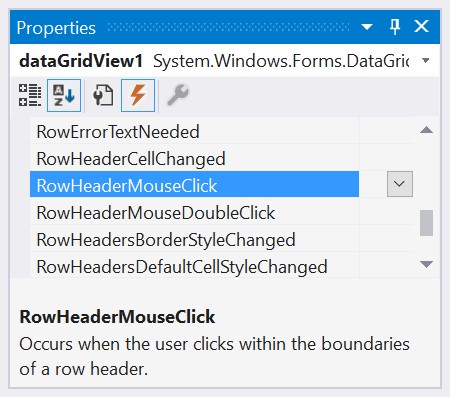 Properties
dataGridView1 System.Windows.Forms.DataGric
RowErrorTextNeeded
RowHeaderCellChanged
RowHeaderMouseClick
RowHeaderMouseDoubleClick
RowHeadersBorderStyleChanged
RowHeadersDefaultCellStyleChanged
RowHeaderMouseClick
Occurs when the user clicks within the boundaries
of a row header.